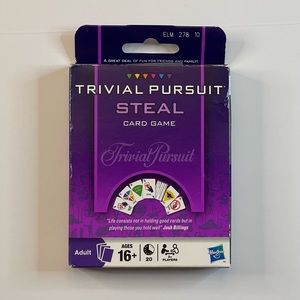 ELM 278 10
A GREAT DEAL OF FUN FOR FRIENDS AND FAMILY!
TRIVIAL PURSUIT
STEAL
CARD GAME
Trivial Pursuit
"Life consists not in holding good cards but in
playing those you hold well" Josh Billings
Adult
AGES
16+
20
2+
PLAYERS
Hasbro